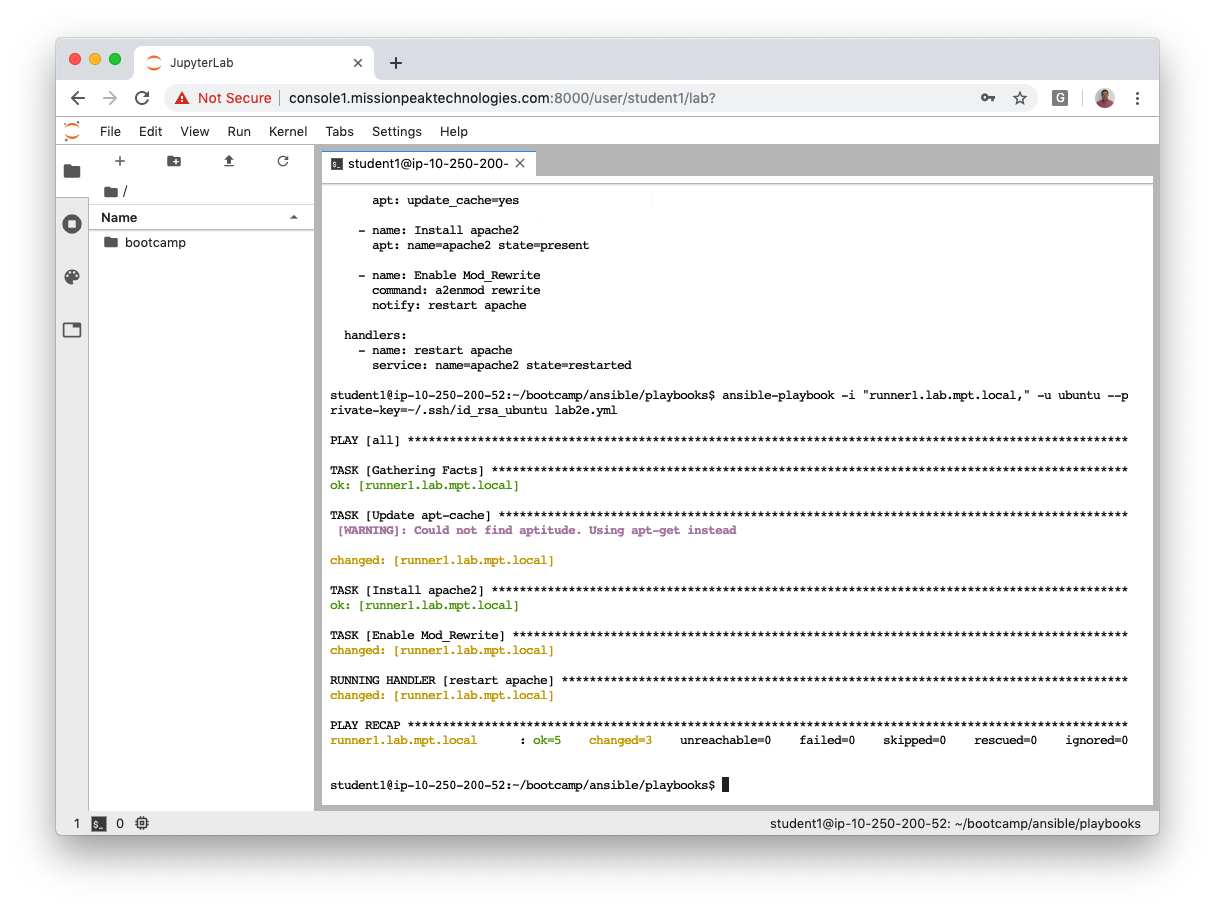 JupyterLab
Not Secure console1.missionpeaktechnologies.com:8000/user/student1/lab?
G
File Edit View Run Kernel Tabs Settings Help
student1@ip-10-250-200-
/
Name
bootcamp
apt: update_cache=yes
- name: Install apache2
apt: name=apache2 state=present
- name: Enable Mod_Rewrite
command: a2enmod rewrite
notify: restart apache
handlers:
- name: restart apache
service: name=apache2 state=restarted
student1@ip-10-250-200-52:~/bootcamp/ansible/playbooks$ ansible-playbook -i "runner1.lab.mpt.local," -u ubuntu --p
rivate-key=~/.ssh/id_rsa_ubuntu lab2e.yml
PLAY [all] *******************************************************************************************************
TASK [Gathering Facts] *******************************************************************************************
ok: [runner1.lab.mpt.local]
TASK [Update apt-cache] ******************************************************************************************
[WARNING]: Could not find aptitude. Using apt-get instead
changed: [runner1.lab.mpt.local]
TASK [Install apache2] *******************************************************************************************
ok: [runner1.lab.mpt.local]
TASK [Enable Mod_Rewrite] ****************************************************************************************
changed: [runner1.lab.mpt.local]
RUNNING HANDLER [restart apache] *********************************************************************************
changed: [runner1.lab.mpt.local]
PLAY RECAP *******************************************************************************************************
runner1.lab.mpt.local : ok=5 changed=3 unreachable=0 failed=0 skipped=0 rescued=0 ignored=0
student1@ip-10-250-200-52:~/bootcamp/ansible/playbooks$
1 $_ 0 student1@ip-10-250-200-52: ~/bootcamp/ansible/playbooks